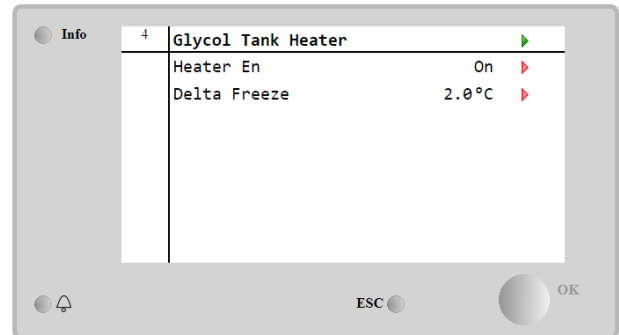 Info
4 Glycol Tank Heater
Heater En On
Delta Freeze 2.0°C
ESC
OK